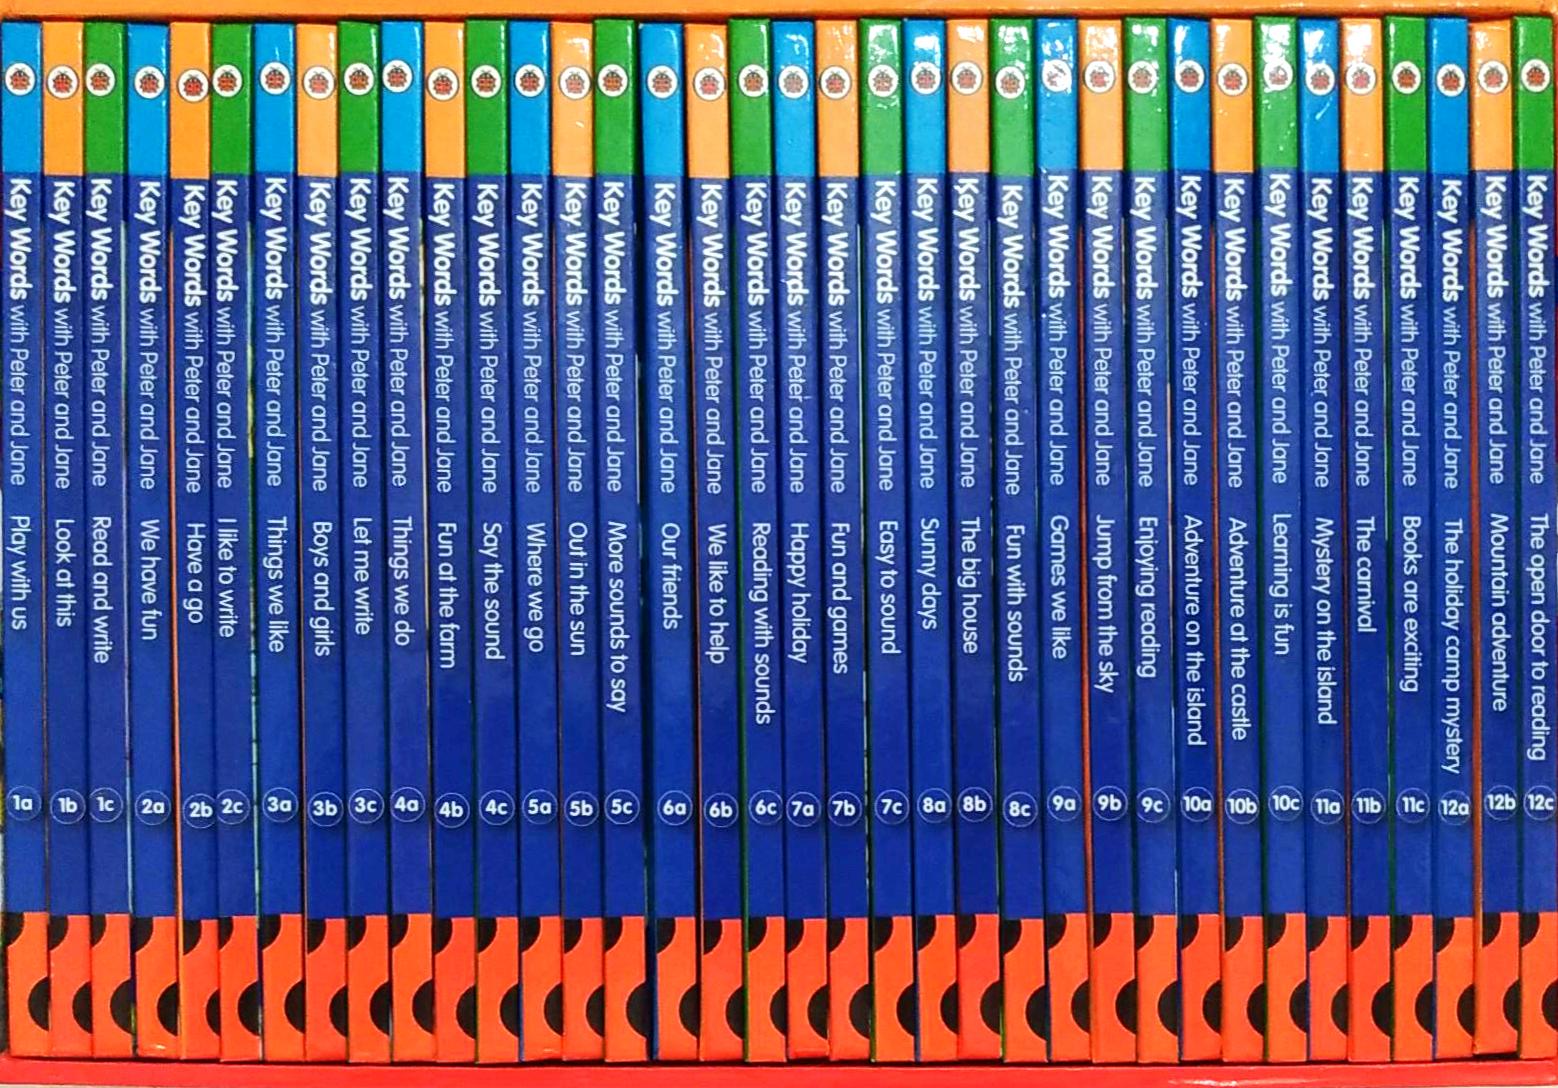 Key Words with Peter and Jane Play with us 1a
Key Words with Peter and Jane Look at this 1b
Key Words with Peter and Jane Read and write 1c
Key Words with Peter and Jane We have fun 2a
Key Words with Peter and Jane Have a go 2b
Key Words with Peter and Jane I like to write 2c
Key Words with Peter and Jane Things we like 3a
Key Words with Peter and Jane Boys and girls 3b
Key Words with Peter and Jane Let me write 3c
Key Words with Peter and Jane Things we do 4a
Key Words with Peter and Jane Fun at the farm 4b
Key Words with Peter and Jane Say the sound 4c
Key Words with Peter and Jane Where we go 5a
Key Words with Peter and Jane Out in the sun 5b
Key Words with Peter and Jane More sounds to say 5c
Key Words with Peter and Jane Our friends 6a
Key Words with Peter and Jane We like to help 6b
Key Words with Peter and Jane Reading with sounds 6c
Key Words with Peter and Jane Happy holiday 7a
Key Words with Peter and Jane Fun and games 7b
Key Words with Peter and Jane Easy to sound 7c
Key Words with Peter and Jane Sunny days 8a
Key Words with Peter and Jane The big house 8b
Key Words with Peter and Jane Fun with sounds 8c
Key Words with Peter and Jane Games we like 9a
Key Words with Peter and Jane Jump from the sky 9b
Key Words with Peter and Jane Enjoying reading 9c
Key Words with Peter and Jane Adventure on the island 10a
Key Words with Peter and Jane Adventure at the castle 10b
Key Words with Peter and Jane Learning is fun 10c
Key Words with Peter and Jane Mystery on the island 11a
Key Words with Peter and Jane The carnival 11b
Key Words with Peter and Jane Books are exciting 11c
Key Words with Peter and Jane The holiday camp mystery 12a
Key Words with Peter and Jane Mountain adventure 12b
Key Words with Peter and Jane The open door to reading 12c